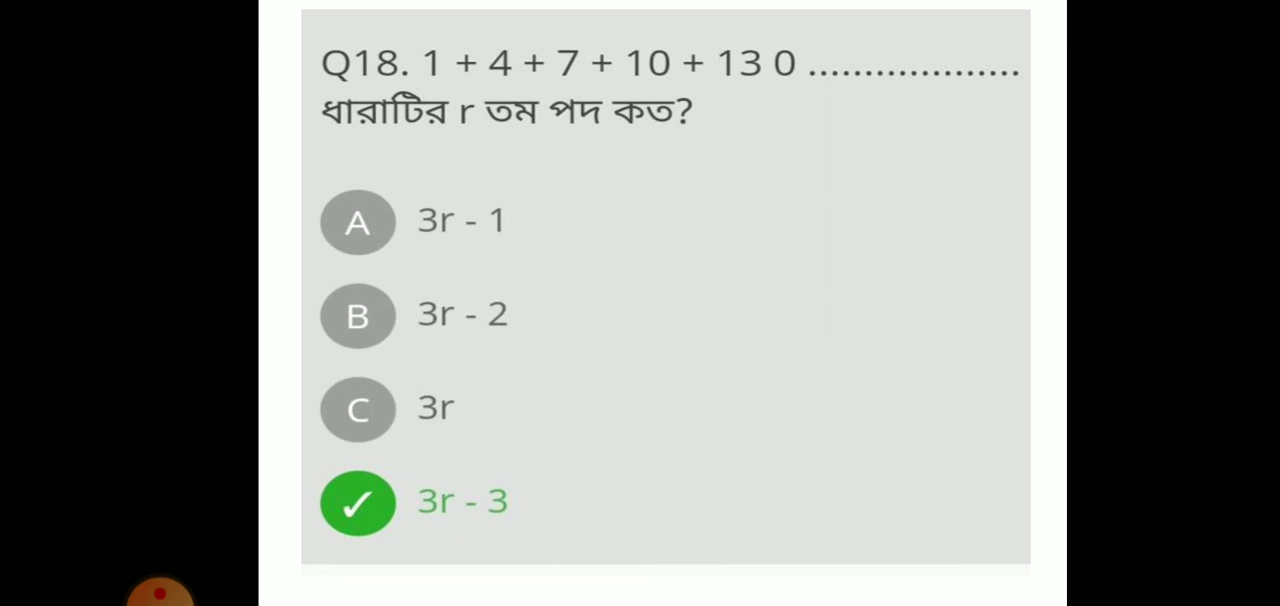 Q18. 1 + 4 + 7 + 10 + 13 0 ...................
ধারাটির r তম পদ কত?
A 3r - 1
B 3r - 2
C 3r
✓ 3r - 3